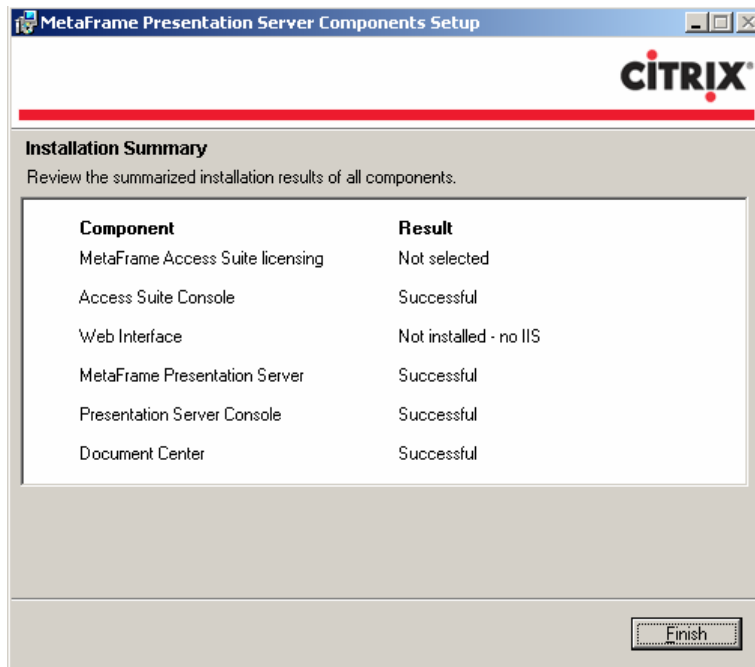 MetaFrame Presentation Server Components Setup
CITRIX
Installation Summary
Review the summarized installation results of all components.
Component Result
MetaFrame Access Suite licensing Not selected
Access Suite Console Successful
Web Interface Not installed - no IIS
MetaFrame Presentation Server Successful
Presentation Server Console Successful
Document Center Successful
Finish